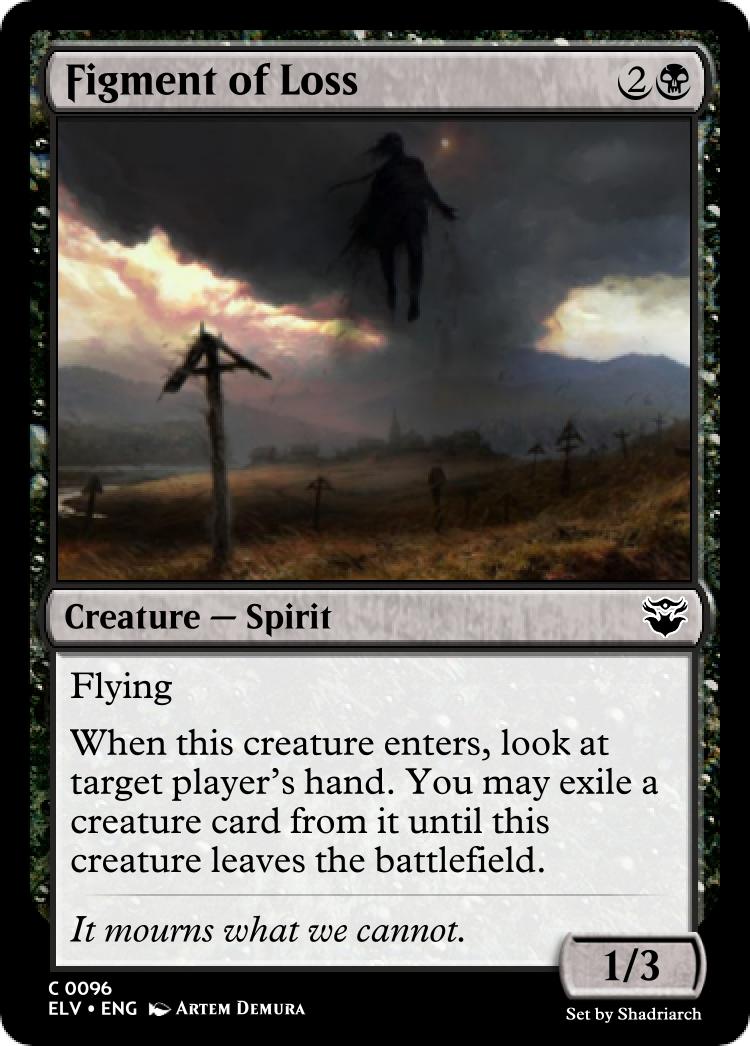 Figment of Loss 2
Creature — Spirit
Flying
When this creature enters, look at
target player's hand. You may exile a
creature card from it until this
creature leaves the battlefield.
It mourns what we cannot.
1/3
C 0096
ELV • ENG Artem Demura
Set by Shadriarch